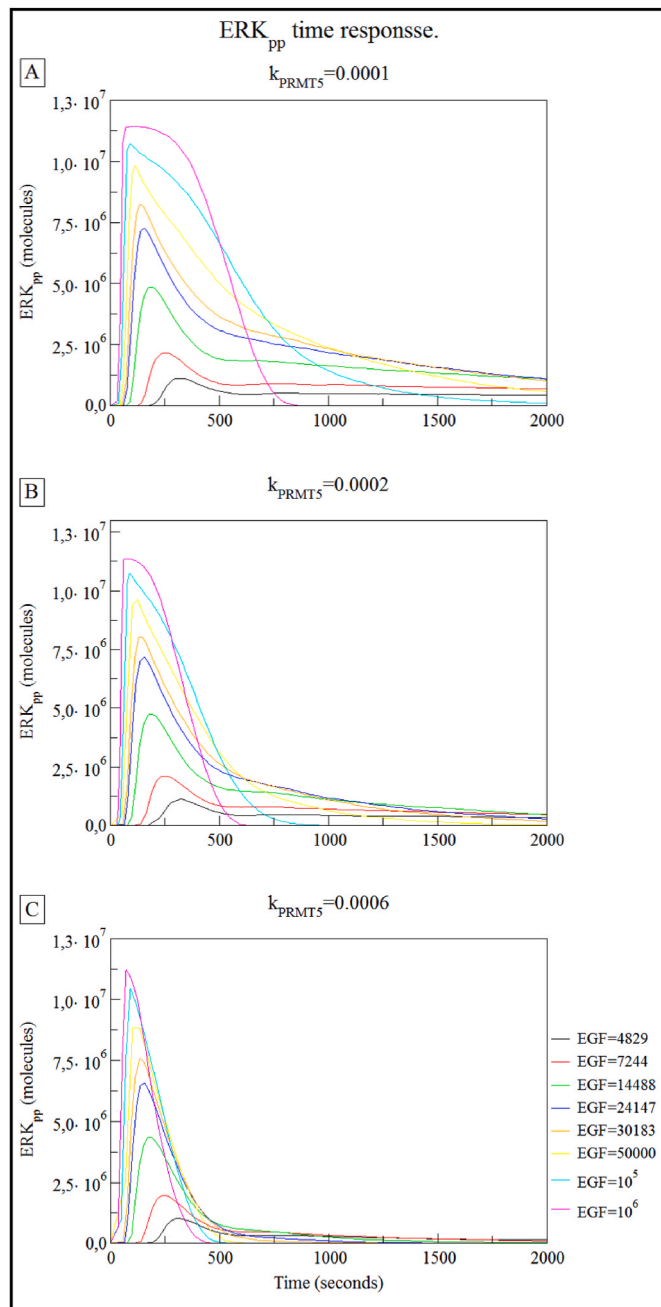 ERKpp time responsse.
A
kPRMT5=0.0001
1,3· 10^7
1,0· 10^7
7,5· 10^6
5,0· 10^6
2,5· 10^6
0,0
ERKpp (molecules)
0 500 1000 1500 2000
B
kPRMT5=0.0002
1,3· 10^7
1,0· 10^7
7,5· 10^6
5,0· 10^6
2,5· 10^6
0,0
ERKpp (molecules)
0 500 1000 1500 2000
C
kPRMT5=0.0006
1,3· 10^7
1,0· 10^7
7,5· 10^6
5,0· 10^6
2,5· 10^6
0,0
ERKpp (molecules)
0 500 1000 1500 2000
Time (seconds)
EGF=4829
EGF=7244
EGF=14488
EGF=24147
EGF=30183
EGF=50000
EGF=10^5
EGF=10^6